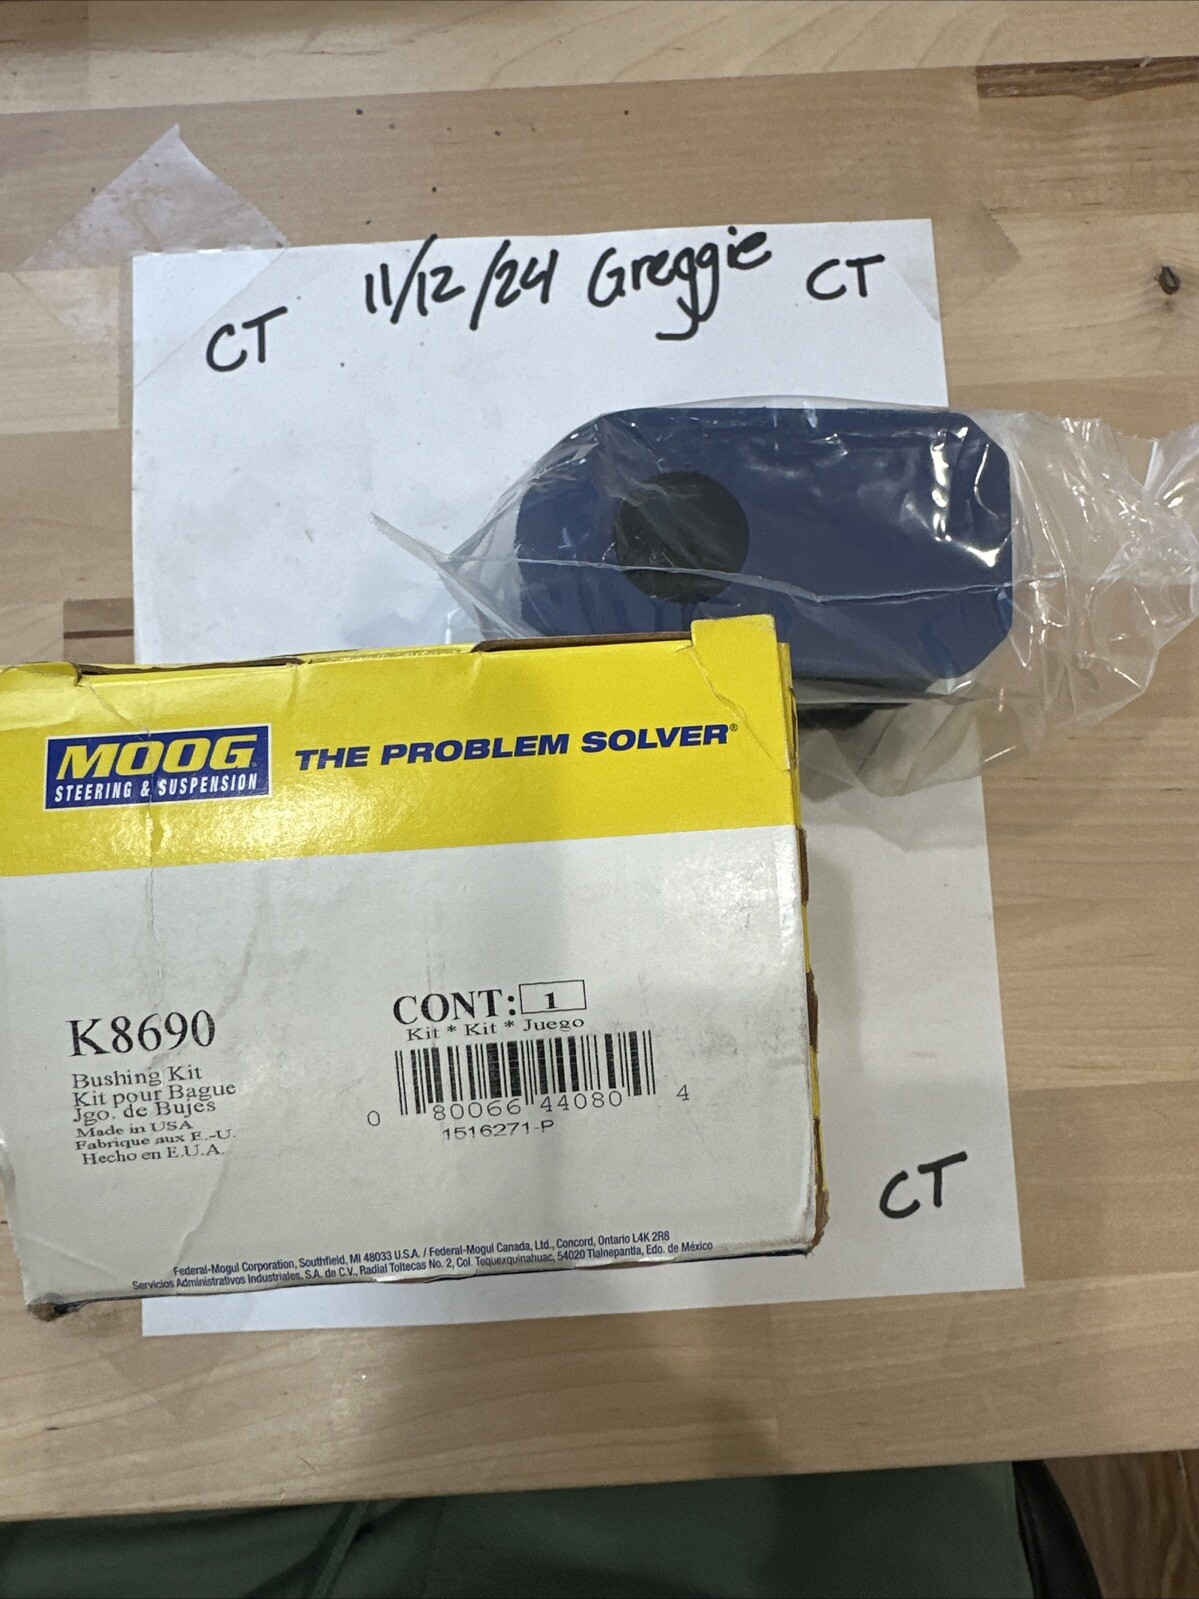 11/12/24 Greggie
CT
CT
MOOG
STEERING & SUSPENSION
THE PROBLEM SOLVER®
K8690
Bushing Kit
Kit pour Bague
Jgo. de Bujes
Made in USA
Fabrique aux E.-U.
Hecho en E.U.A.
CONT: 1
Kit * Kit * Juego
0 80066 44080 4
1516271-P
CT
Federal-Mogul Corporation, Southfield, MI 48033 U.S.A. / Federal-Mogul Canada, Ltd., Concord, Ontario L4K 2R8
Servicios Administrativos Industriales, S.A. de C.V., Radial Toltecas No. 2, Col. Tequexquinahuac, 54020 Tlalnepantla, Edo. de México